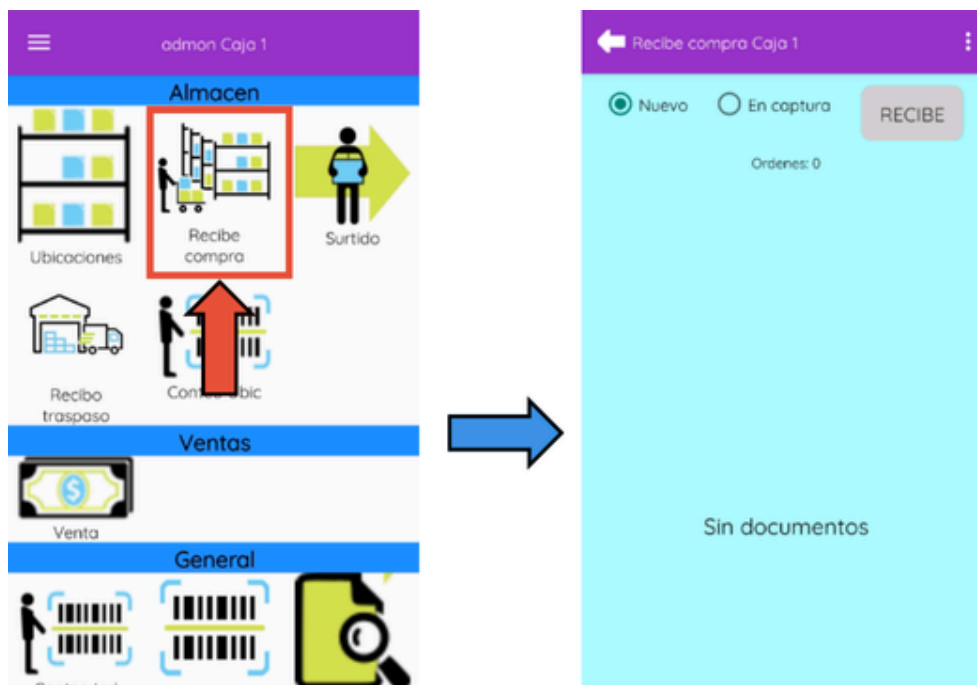 admon Caja 1
Almacen
Ubicaciones
Recibe
compra
Surtido
Recibo
traspaso
Ubic
Ventas
Venta
General
Recibe compra Caja 1
Nuevo
En captura
RECIBE
Ordenes: 0
Sin documentos